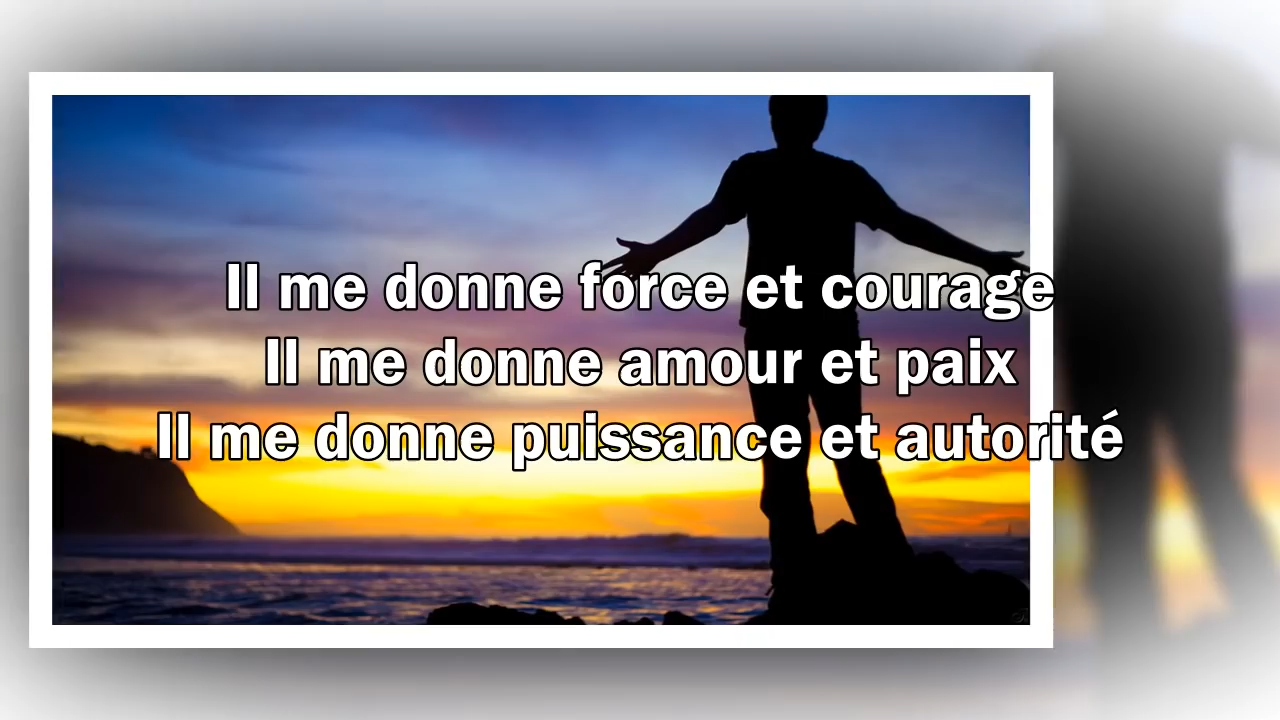 Il me donne force et courage
Il me donne amour et paix
Il me donne puissance et autorité